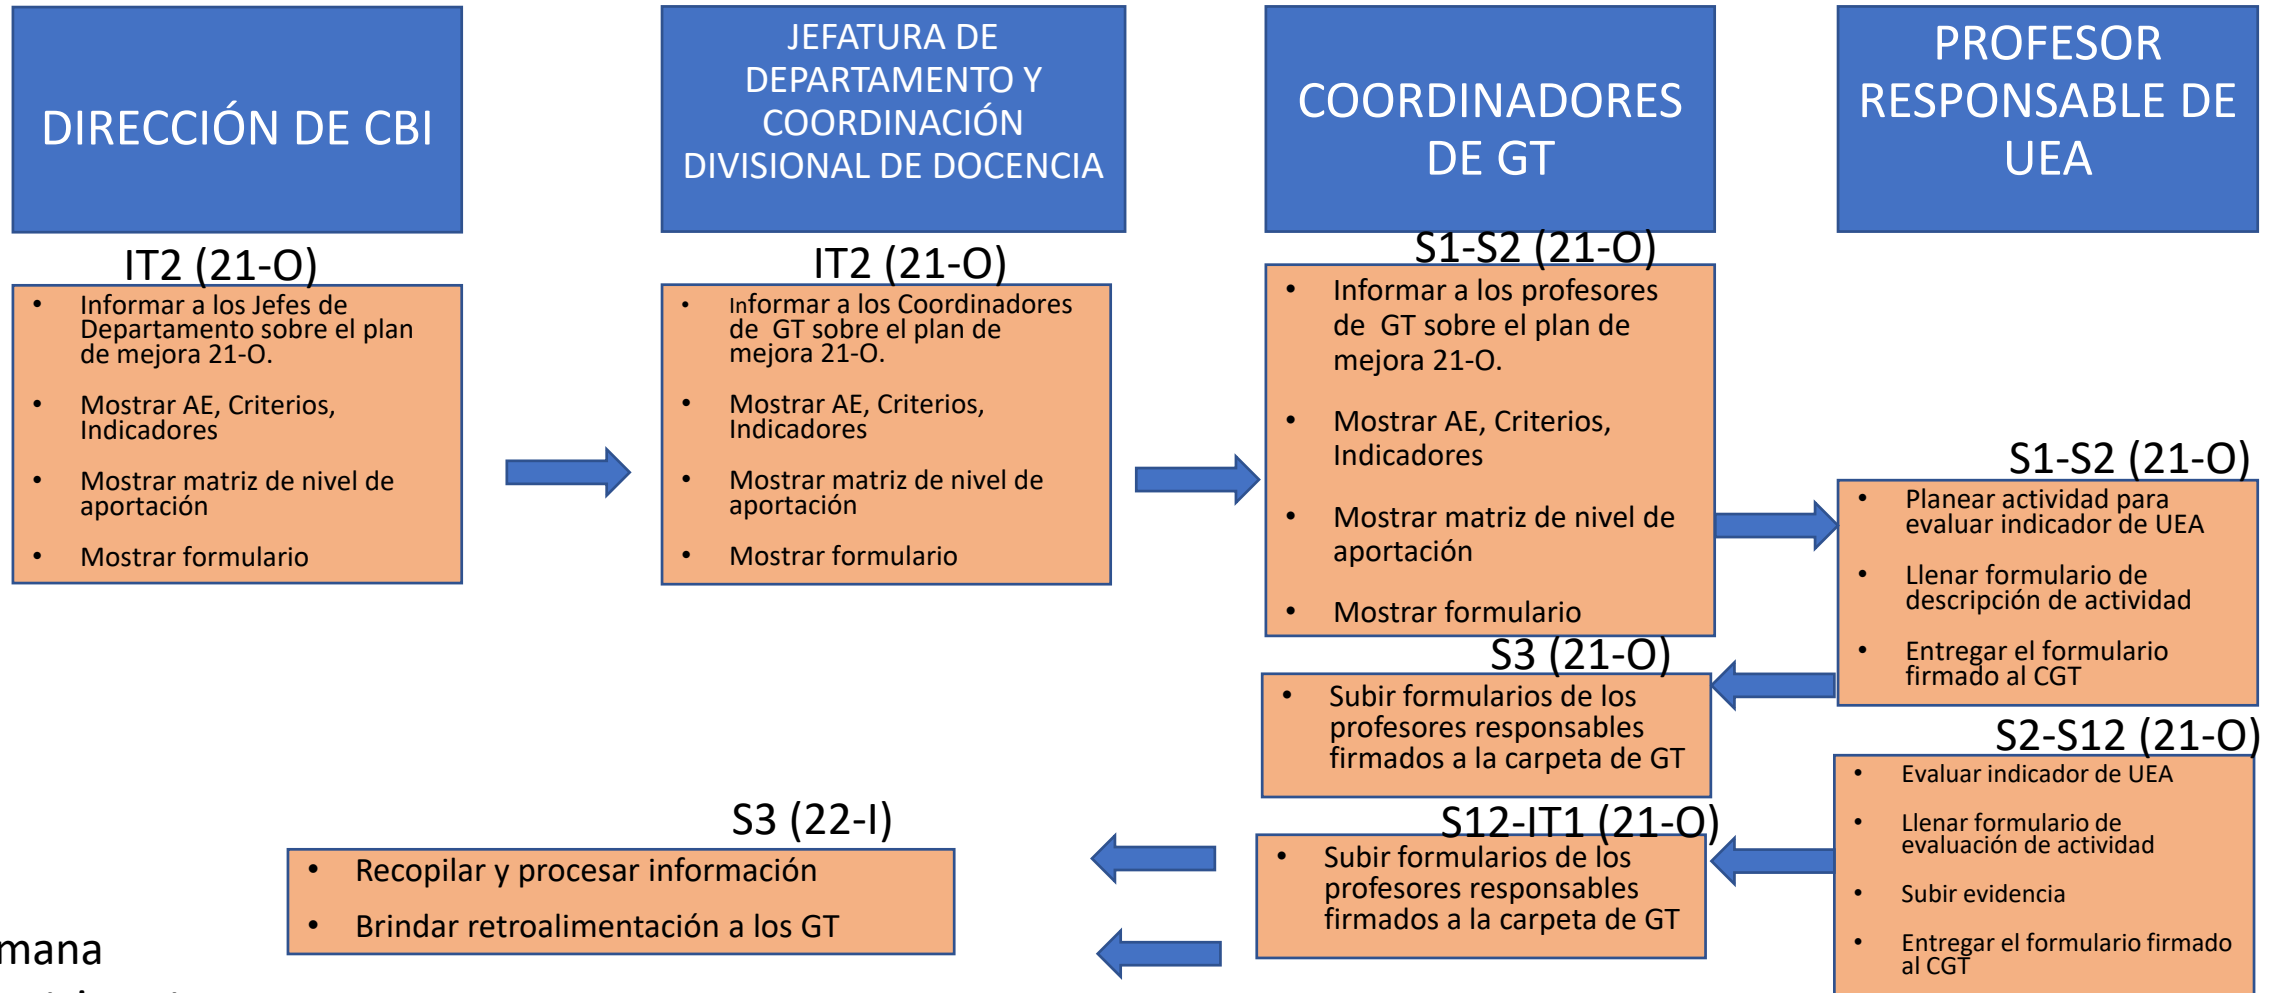 DIRECCIÓN DE CBI
JEFATURA DE
DEPARTAMENTO Y
COORDINACIÓN
DIVISIONAL DE DOCENCIA
COORDINADORES
DE GT
PROFESOR
RESPONSABLE DE
UEA
IT2 (21-O)
• Informar a los Jefes de
Departamento sobre el plan
de mejora 21-O.
• Mostrar AE, Criterios,
Indicadores
• Mostrar matriz de nivel de
aportación
• Mostrar formulario
IT2 (21-O)
• Informar a los Coordinadores
de GT sobre el plan de
mejora 21-O.
• Mostrar AE, Criterios,
Indicadores
• Mostrar matriz de nivel de
aportación
• Mostrar formulario
S1-S2 (21-O)
• Informar a los profesores
de GT sobre el plan de
mejora 21-O.
• Mostrar AE, Criterios,
Indicadores
• Mostrar matriz de nivel de
aportación
• Mostrar formulario
S1-S2 (21-O)
• Planear actividad para
evaluar indicador de UEA
• Llenar formulario de
descripción de actividad
• Entregar el formulario
firmado al CGT
S3 (21-O)
• Subir formularios de los
profesores responsables
firmados a la carpeta de GT
S2-S12 (21-O)
• Evaluar indicador de UEA
• Llenar formulario de
evaluación de actividad
• Subir evidencia
• Entregar el formulario firmado
al CGT
S12-IT1 (21-O)
• Subir formularios de los
profesores responsables
firmados a la carpeta de GT
S3 (22-I)
• Recopilar y procesar información
• Brindar retroalimentación a los GT
mana